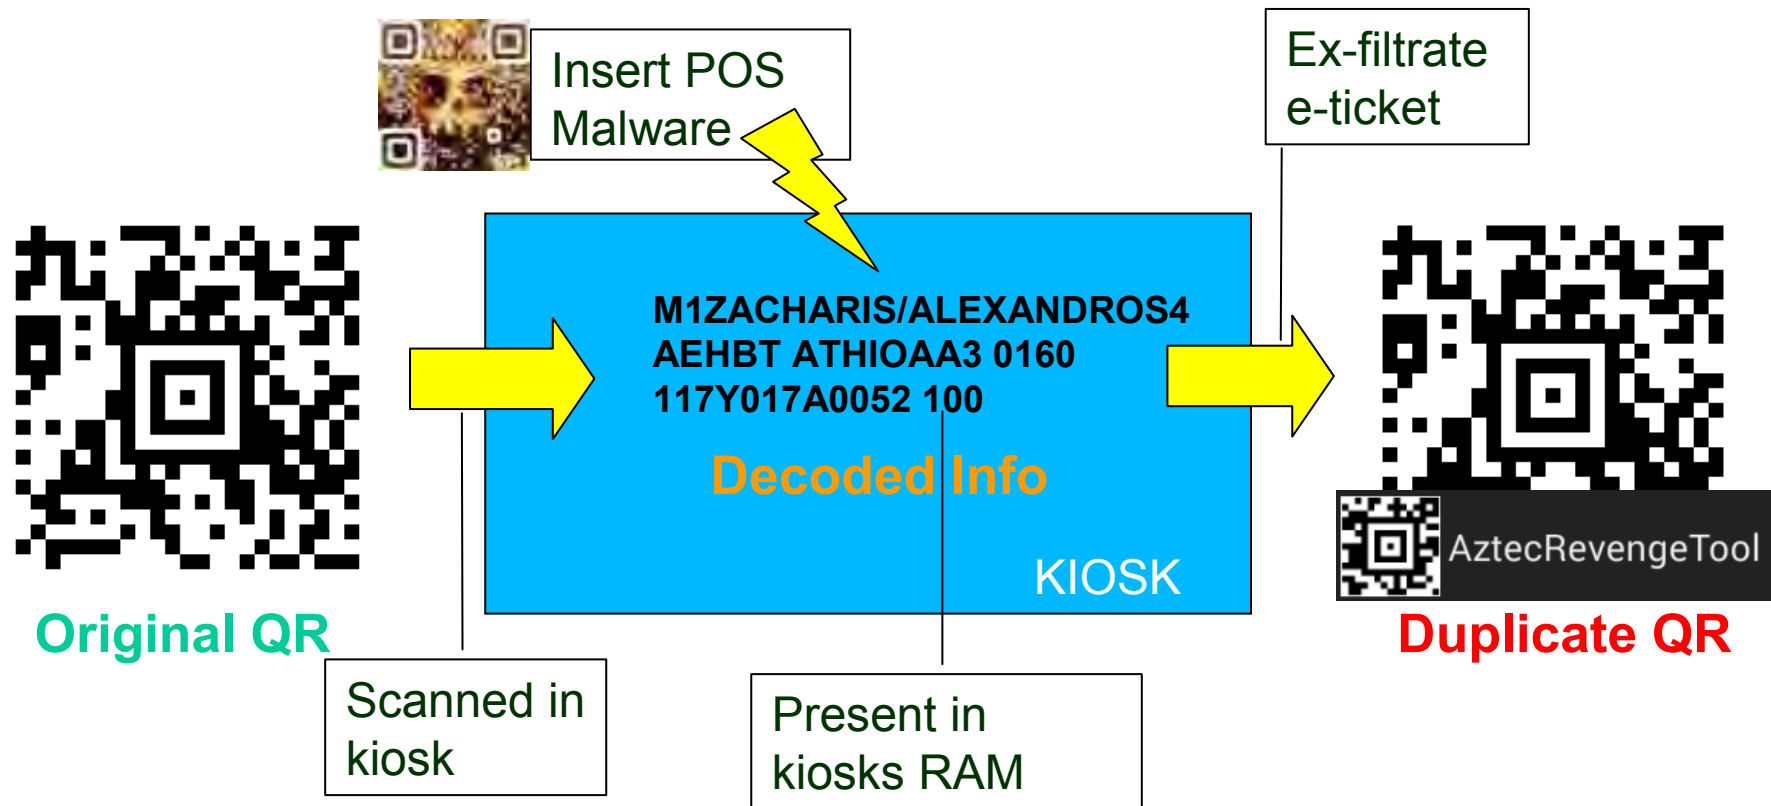 Insert POS
Malware
Ex-filtrate
e-ticket
M1ZACHARIS/ALEXANDROS4
AEHBT ATHIOAA3 0160
117Y017A0052 100
Decoded Info
KIOSK
AztecRevengeTool
Original QR
Duplicate QR
Scanned in
kiosk
Present in
kiosks RAM